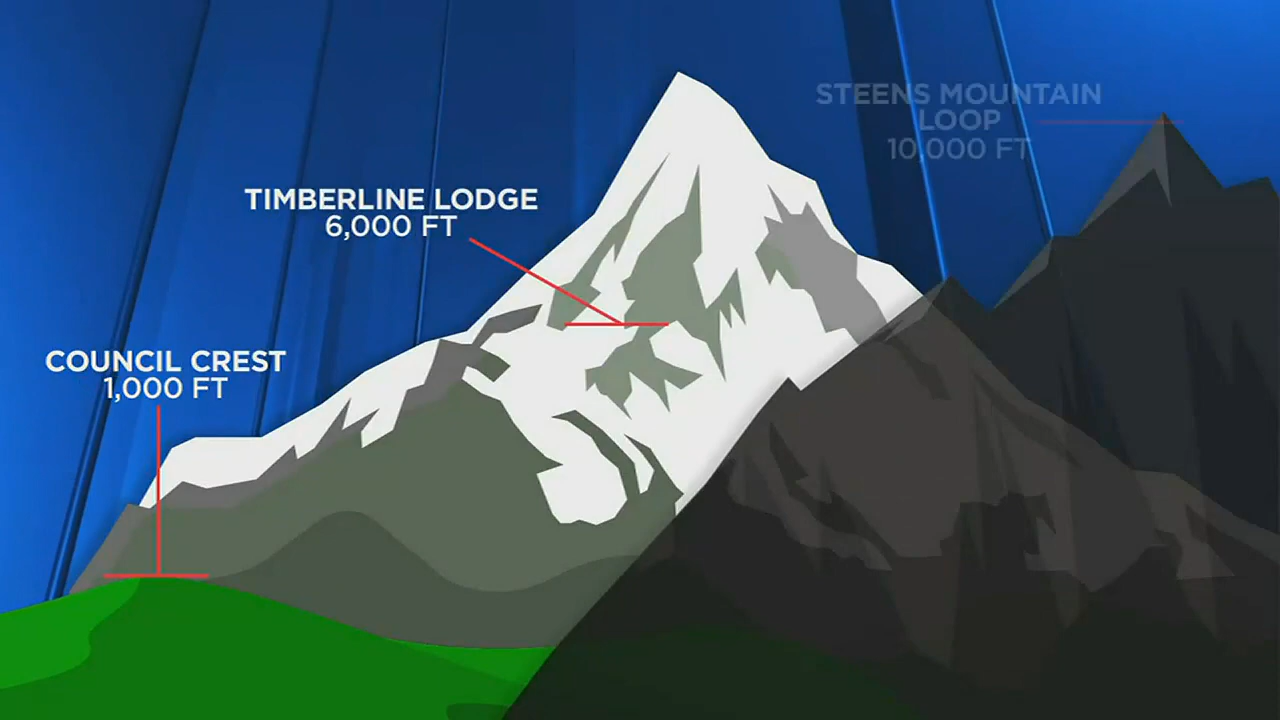 STEENS MOUNTAIN
LOOP
10,000 FT
TIMBERLINE LODGE
6,000 FT
COUNCIL CREST
1,000 FT